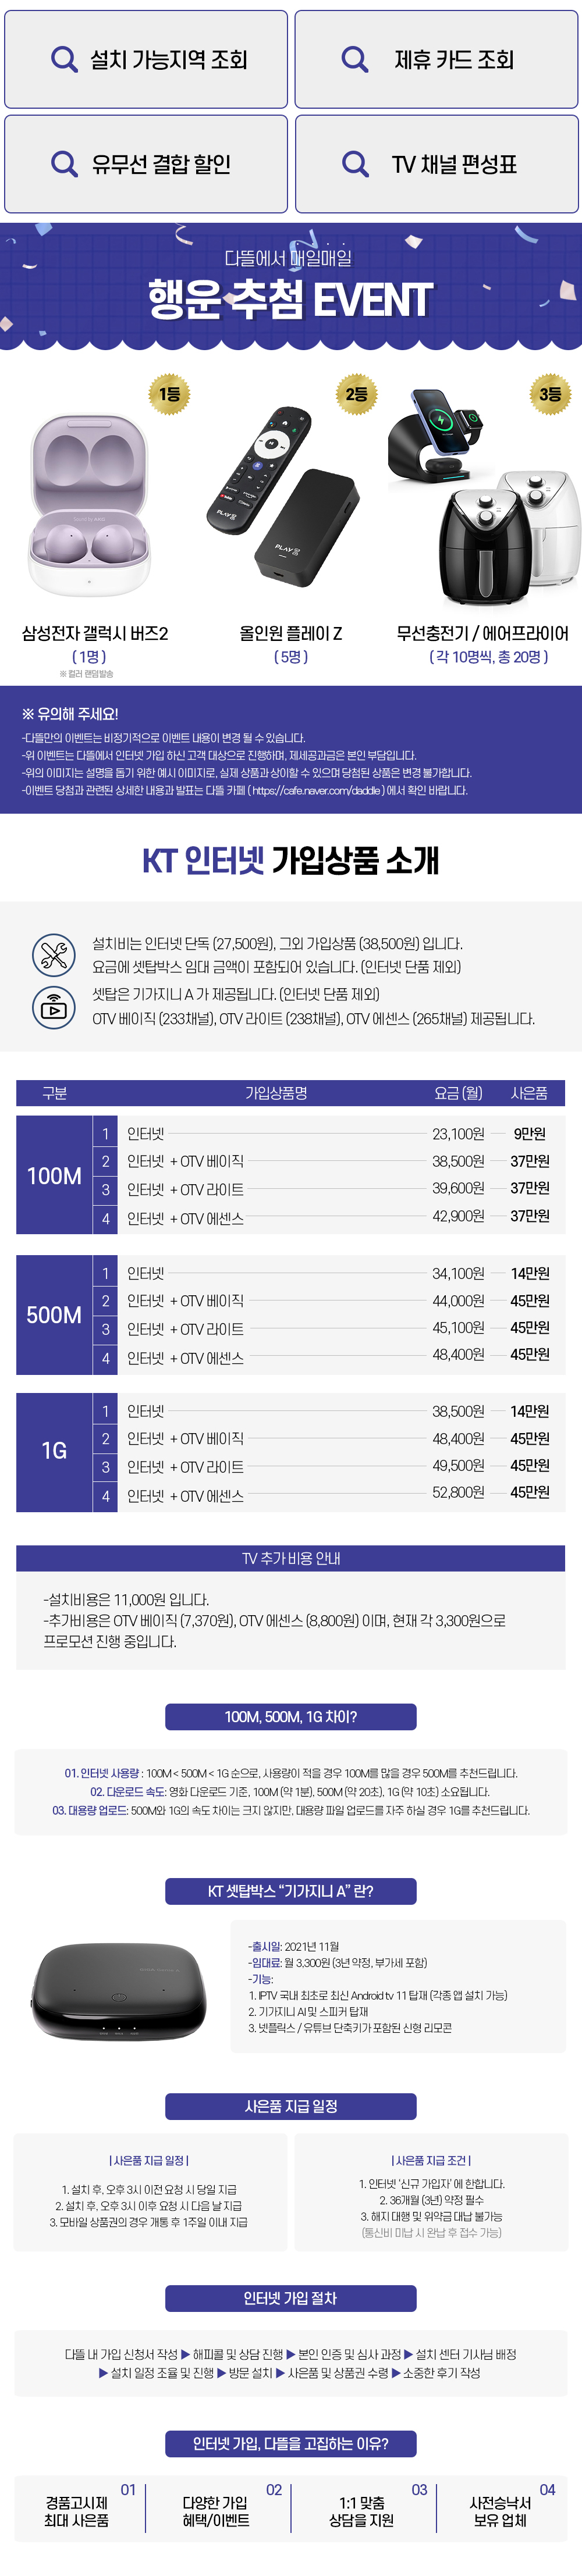 설치 가능지역 조회
제휴 카드 조회
유무선 결합 할인
TV 채널 편성표
다뜰에서 매일매일
행운 추첨 EVENT
1등
2등
3등
PLAY
PLAY
삼성전자 갤럭시 버즈2
( 1명 )
※ 컬러 랜덤발송
올인원 플레이 Z
( 5명 )
무선충전기 / 에어프라이어
( 각 10명씩, 총 20명 )
※ 유의해 주세요!
-다뜰만의 이벤트는 비정기적으로 이벤트 내용이 변경 될 수 있습니다.
-위 이벤트는 다뜰에서 인터넷 가입 하신 고객 대상으로 진행하며, 제세공과금은 본인 부담입니다.
-위의 이미지는 설명을 돕기 위한 예시 이미지로, 실제 상품과 상이할 수 있으며 당첨된 상품은 변경 불가합니다.
-이벤트 당첨과 관련된 상세한 내용과 발표는 다뜰 카페 ( https://cafe.naver.com/daddle ) 에서 확인 바랍니다.
KT 인터넷 가입상품 소개
설치비는 인터넷 단독 (27,500원), 그외 가입상품 (38,500원) 입니다.
요금에 셋탑박스 임대 금액이 포함되어 있습니다. (인터넷 단품 제외)
셋탑은 기가지니 A 가 제공됩니다. (인터넷 단품 제외)
OTV 베이직 (233채널), OTV 라이트 (238채널), OTV 에센스 (265채널) 제공됩니다.
구분 가입상품명 요금 (월) 사은품
100M
1 인터넷 23,100원 9만원
2 인터넷 + OTV 베이직 38,500원 37만원
3 인터넷 + OTV 라이트 39,600원 37만원
4 인터넷 + OTV 에센스 42,900원 37만원
500M
1 인터넷 34,100원 14만원
2 인터넷 + OTV 베이직 44,000원 45만원
3 인터넷 + OTV 라이트 45,100원 45만원
4 인터넷 + OTV 에센스 48,400원 45만원
1G
1 인터넷 38,500원 14만원
2 인터넷 + OTV 베이직 48,400원 45만원
3 인터넷 + OTV 라이트 49,500원 45만원
4 인터넷 + OTV 에센스 52,800원 45만원
TV 추가 비용 안내
-설치비용은 11,000원 입니다.
-추가비용은 OTV 베이직 (7,370원), OTV 에센스 (8,800원) 이며, 현재 각 3,300원으로
프로모션 진행 중입니다.
100M, 500M, 1G 차이?
01. 인터넷 사용량 : 100M < 500M < 1G 순으로, 사용량이 적을 경우 100M를 많을 경우 500M를 추천드립니다.
02. 다운로드 속도: 영화 다운로드 기준, 100M (약 1분), 500M (약 20초), 1G (약 10초) 소요됩니다.
03. 대용량 업로드: 500M와 1G의 속도 차이는 크지 않지만, 대용량 파일 업로드를 자주 하실 경우 1G를 추천드립니다.
KT 셋탑박스 “기가지니 A” 란?
-출시일: 2021년 11월
-임대료: 월 3,300원 (3년 약정, 부가세 포함)
-기능:
1. IPTV 국내 최초로 최신 Android tv 11 탑재 (각종 앱 설치 가능)
2. 기가지니 AI 및 스피커 탑재
3. 넷플릭스 / 유튜브 단축키가 포함된 신형 리모콘
사은품 지급 일정
| 사은품 지급 일정 |
1. 설치 후, 오후 3시 이전 요청 시 당일 지급
2. 설치 후, 오후 3시 이후 요청 시 다음 날 지급
3. 모바일 상품권의 경우 개통 후 1주일 이내 지급
| 사은품 지급 조건 |
1. 인터넷 ‘신규 가입자’ 에 한합니다.
2. 36개월 (3년) 약정 필수
3. 해지 대행 및 위약금 대납 불가능
(통신비 미납 시 완납 후 접수 가능)
인터넷 가입 절차
다뜰 내 가입 신청서 작성 ▶ 해피콜 및 상담 진행 ▶ 본인 인증 및 심사 과정 ▶ 설치 센터 기사님 배정
▶ 설치 일정 조율 및 진행 ▶ 방문 설치 ▶ 사은품 및 상품권 수령 ▶ 소중한 후기 작성
인터넷 가입, 다뜰을 고집하는 이유?
01
경품고시제
최대 사은품
02
다양한 가입
혜택/이벤트
03
1:1 맞춤
상담을 지원
04
사전승낙서
보유 업체